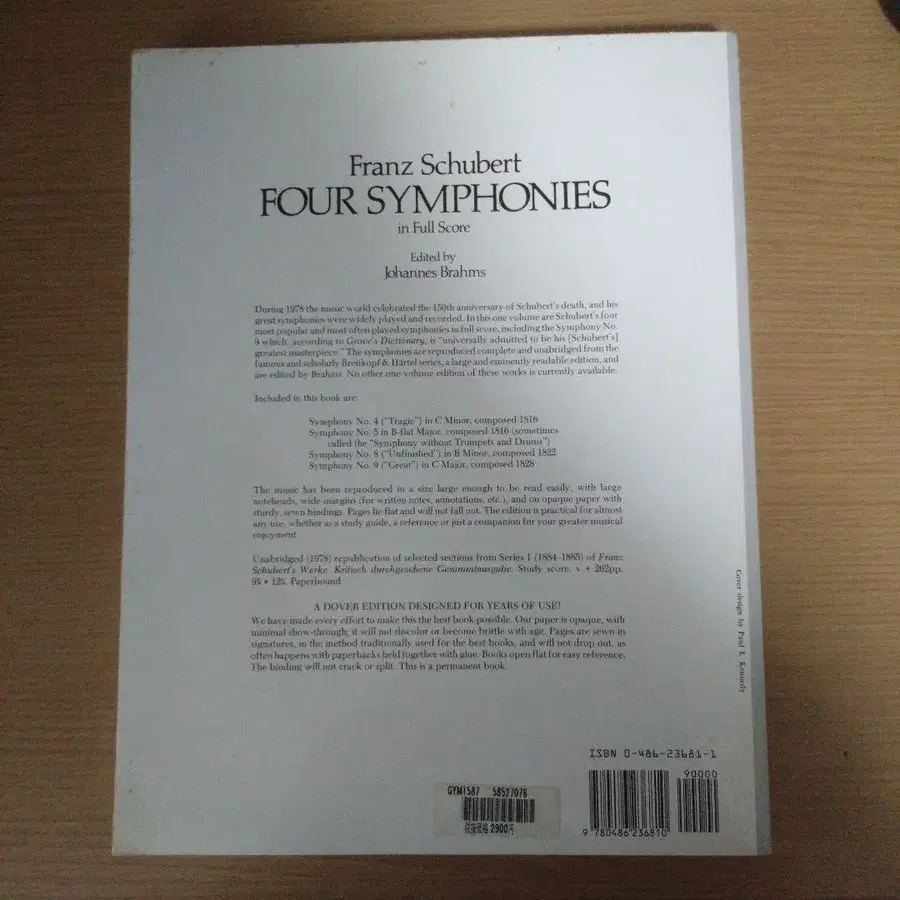 Franz Schubert
FOUR SYMPHONIES
in Full Score
Edited by
Johannes Brahms
During 1978 the music world celebrated the 150th anniversary of Schubert's death, and his
great symphonies were widely played and recorded. In this one volume are Schubert's four
most popular and most often played symphonies in full score, including the Symphony No.
9 which, according to Grove's Dictionary, is "universally admitted to be his [Schubert's]
greatest masterpiece." The symphonies are reproduced complete and unabridged from the
famous and scholarly Breitkopf & Härtel series, a large and eminently readable edition, and
are edited by Brahms. No other one-volume edition of these works is currently available.
Included in this book are:
Symphony No. 4 ("Tragic") in C Minor, composed 1816
Symphony No. 5 in B-flat Major, composed 1816 (sometimes
called the "Symphony without Trumpets and Drums")
Symphony No. 8 ("Unfinished") in B Minor, composed 1822
Symphony No. 9 ("Great") in C Major, composed 1828
The music has been reproduced in a size large enough to be read easily, with large
noteheads, wide margins (for written notes, annotations, etc.), and on opaque paper with
sturdy, sewn bindings. Pages lie flat and will not fall out. The edition is practical for almost
any use, whether as a study guide, a reference or just a companion for your greater musical
enjoyment.
Unabridged (1978) republication of selected sections from Series 1 (1884-1885) of Franz
Schubert's Werke. Kritisch durchgesehene Gesammtausgabe. Study score. v + 262pp.
9⅜ × 12¼. Paperbound.
A DOVER EDITION DESIGNED FOR YEARS OF USE!
We have made every effort to make this the best book possible. Our paper is opaque, with
minimal show-through; it will not discolor or become brittle with age. Pages are sewn in
signatures, in the method traditionally used for the best books, and will not drop out, as
often happens with paperbacks held together with glue. Books open flat for easy reference.
The binding will not crack or split. This is a permanent book.
Cover design by Paul E. Kennedy
ISBN 0-486-23681-1
90000
9 780486 236810
GYM1587 58527076
税抜価格 2900円